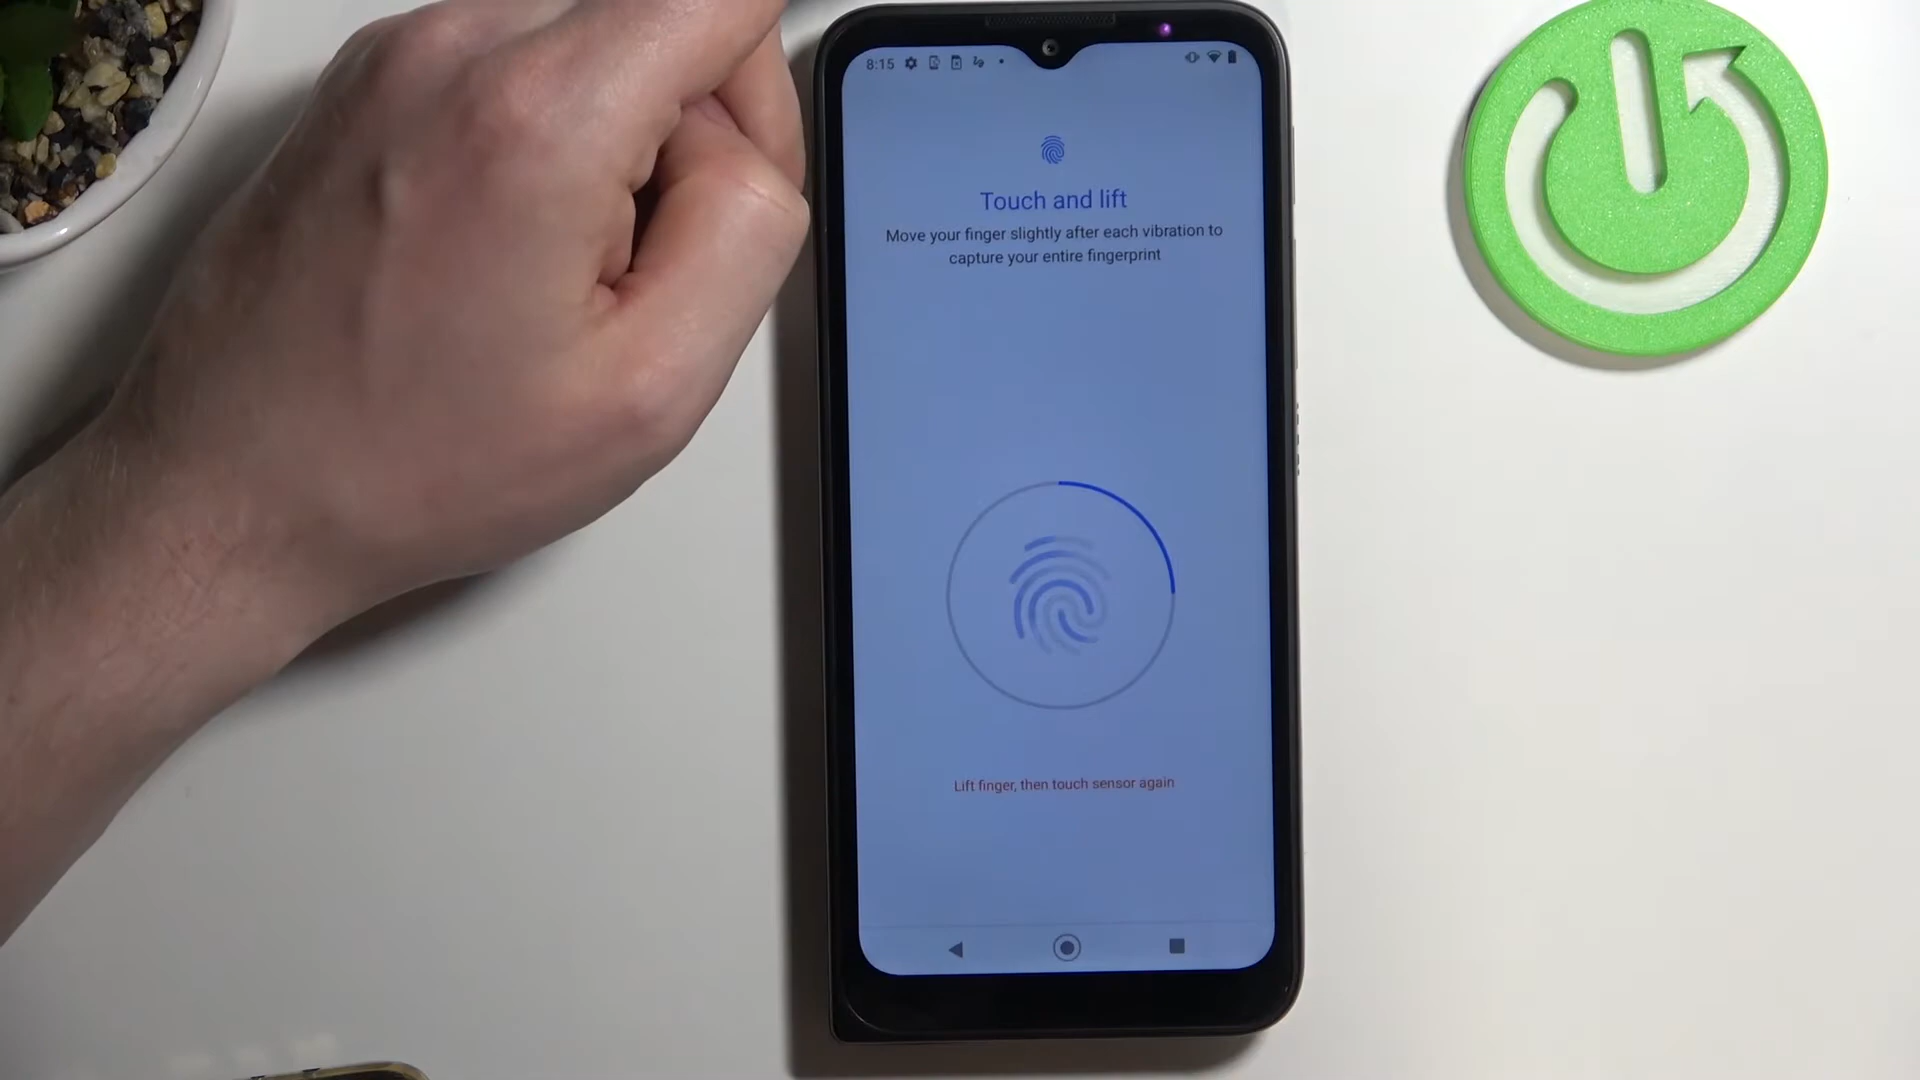 8:15
Touch and lift
Move your finger slightly after each vibration to
capture your entire fingerprint
Lift finger, then touch sensor again